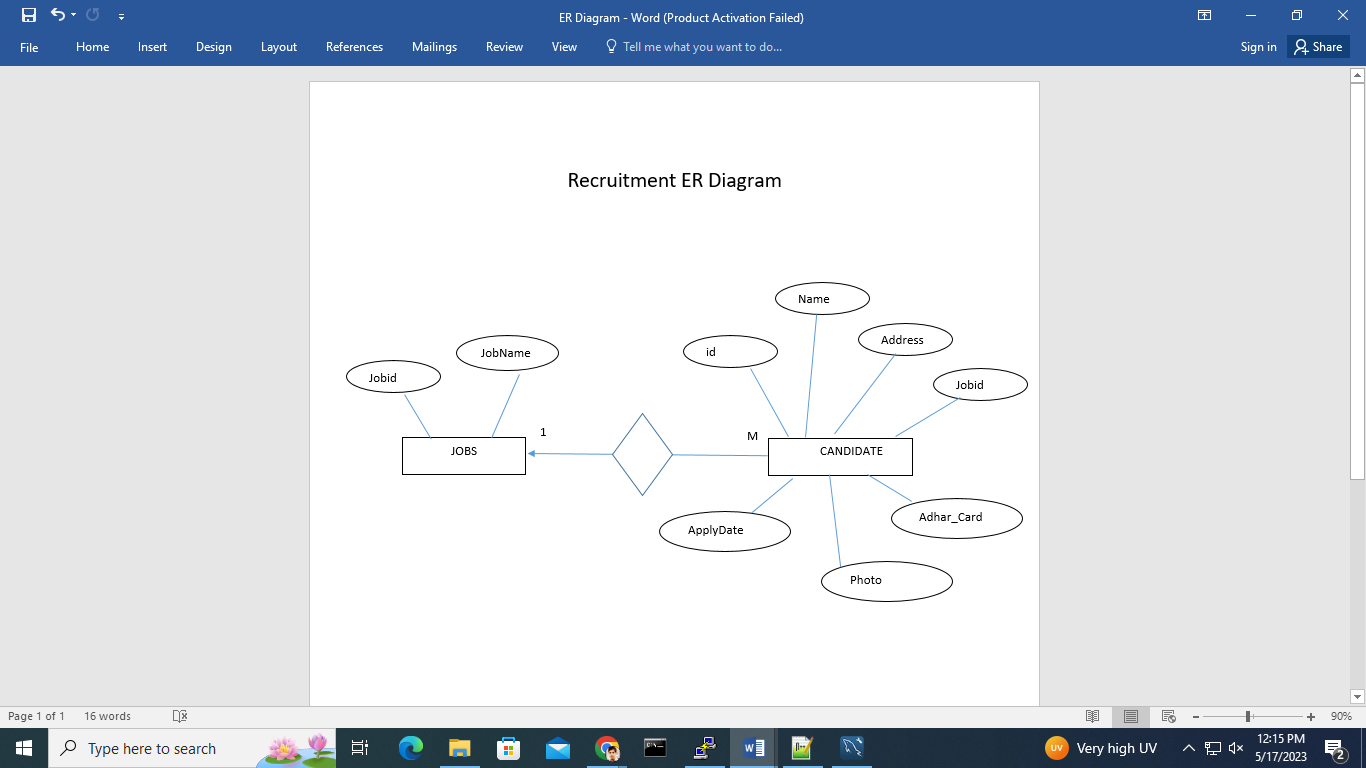 ER Diagram - Word (Product Activation Failed)
File Home Insert Design Layout References Mailings Review View Tell me what you want to do... Sign in Share
Recruitment ER Diagram
Name
Address
id
JobName
Jobid
Jobid
1
M
JOBS
CANDIDATE
Adhar_Card
ApplyDate
Photo
Page 1 of 1 16 words 90%
Type here to search
UV Very high UV
12:15 PM
5/17/2023
2